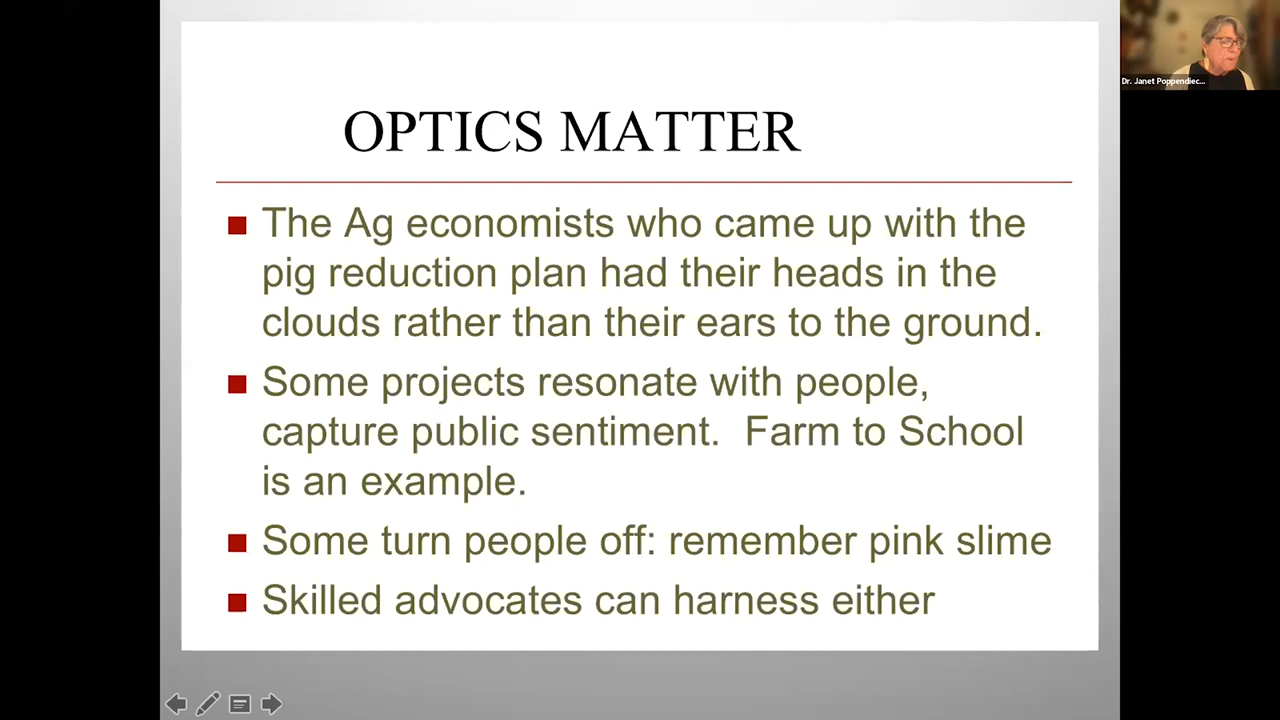 OPTICS MATTER
The Ag economists who came up with the
pig reduction plan had their heads in the
clouds rather than their ears to the ground.
Some projects resonate with people,
capture public sentiment.  Farm to School
is an example.
Some turn people off: remember pink slime
Skilled advocates can harness either
Dr. Janet Poppendiec...